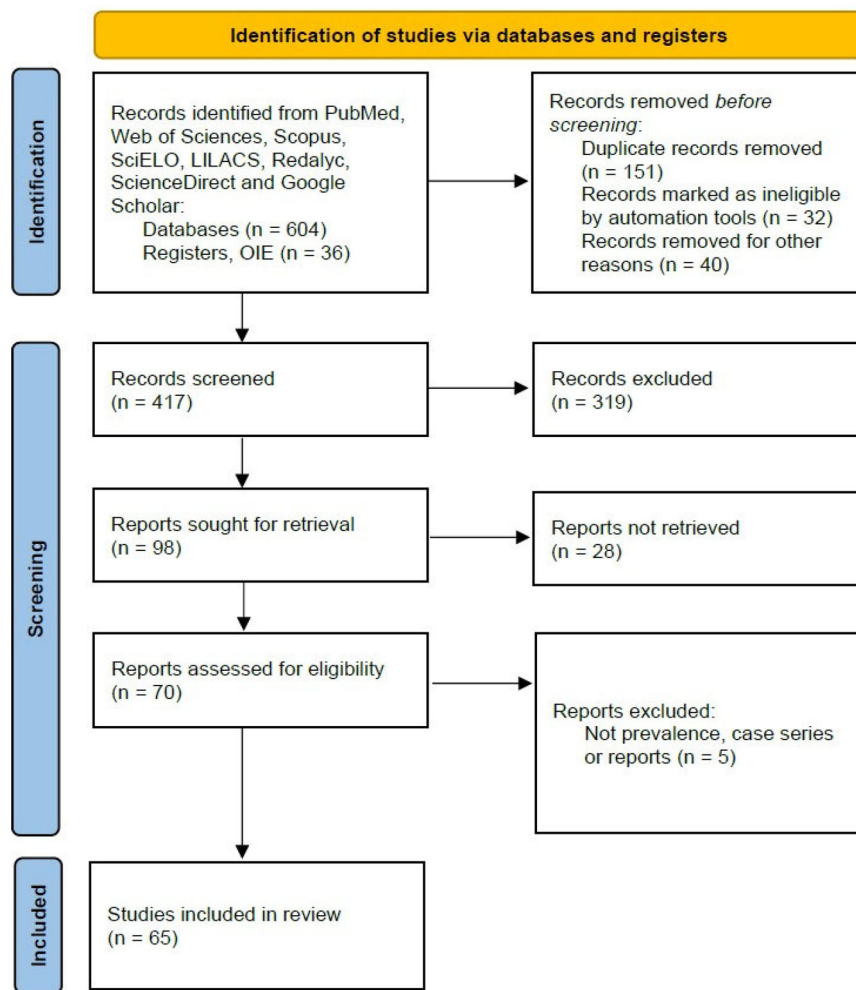 Identification of studies via databases and registers
Identification
Records identified from PubMed,
Web of Sciences, Scopus,
SciELO, LILACS, Redalyc,
ScienceDirect and Google
Scholar:
Databases (n = 604)
Registers, OIE (n = 36)
Records removed before
screening:
Duplicate records removed
(n = 151)
Records marked as ineligible
by automation tools (n = 32)
Records removed for other
reasons (n = 40)
Screening
Records screened
(n = 417)
Records excluded
(n = 319)
Reports sought for retrieval
(n = 98)
Reports not retrieved
(n = 28)
Reports assessed for eligibility
(n = 70)
Reports excluded:
Not prevalence, case series
or reports (n = 5)
Included
Studies included in review
(n = 65)